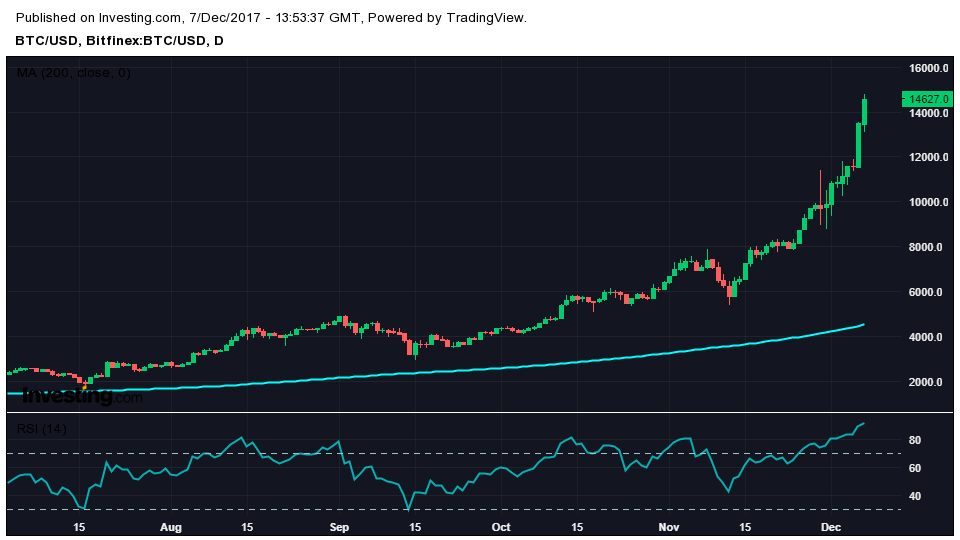 Published on Investing.com, 7/Dec/2017 - 13:53:37 GMT, Powered by TradingView.
BTC/USD, Bitfinex:BTC/USD, D
MA (200, close, 0)
16000.0
14627.0
14000.0
12000.0
10000.0
8000.0
6000.0
4000.0
2000.0
Investing.com
RSI (14)
80
60
40
15 Aug 15 Sep 15 Oct 15 Nov 15 Dec